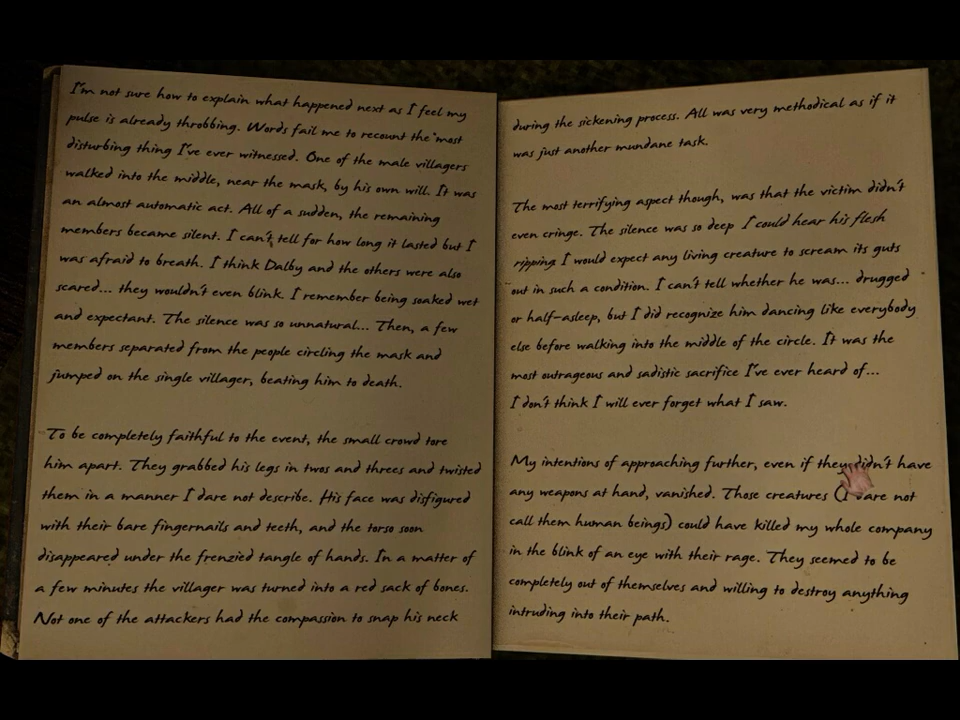 I'm not sure how to explain what happened next as I feel my
pulse is already throbbing. Words fail me to recount the most
disturbing thing I've ever witnessed. One of the male villagers
walked into the middle, near the mask, by his own will. It was
an almost automatic act. All of a sudden, the remaining
members became silent. I can't tell for how long it lasted but I
was afraid to breath. I think Dalby and the others were also
scared... they wouldn't even blink. I remember being soaked wet
and expectant. The silence was so unnatural... Then, a few
members separated from the people circling the mask and
jumped on the single villager, beating him to death.
To be completely faithful to the event, the small crowd tore
him apart. They grabbed his legs in twos and threes and twisted
them in a manner I dare not describe. His face was disfigured
with their bare fingernails and teeth, and the torso soon
disappeared under the frenzied tangle of hands. In a matter of
a few minutes the villager was turned into a red sack of bones.
Not one of the attackers had the compassion to snap his neck
during the sickening process. All was very methodical as if it
was just another mundane task.
The most terrifying aspect though, was that the victim didn't
even cringe. The silence was so deep I could hear his flesh
ripping. I would expect any living creature to scream its guts
out in such a condition. I can't tell whether he was... drugged
or half-asleep, but I did recognize him dancing like everybody
else before walking into the middle of the circle. It was the
most outrageous and sadistic sacrifice I've ever heard of...
I don't think I will ever forget what I saw.
My intentions of approaching further, even if they didn't have
any weapons at hand, vanished. Those creatures (I dare not
call them human beings) could have killed my whole company
in the blink of an eye with their rage. They seemed to be
completely out of themselves and willing to destroy anything
intruding into their path.